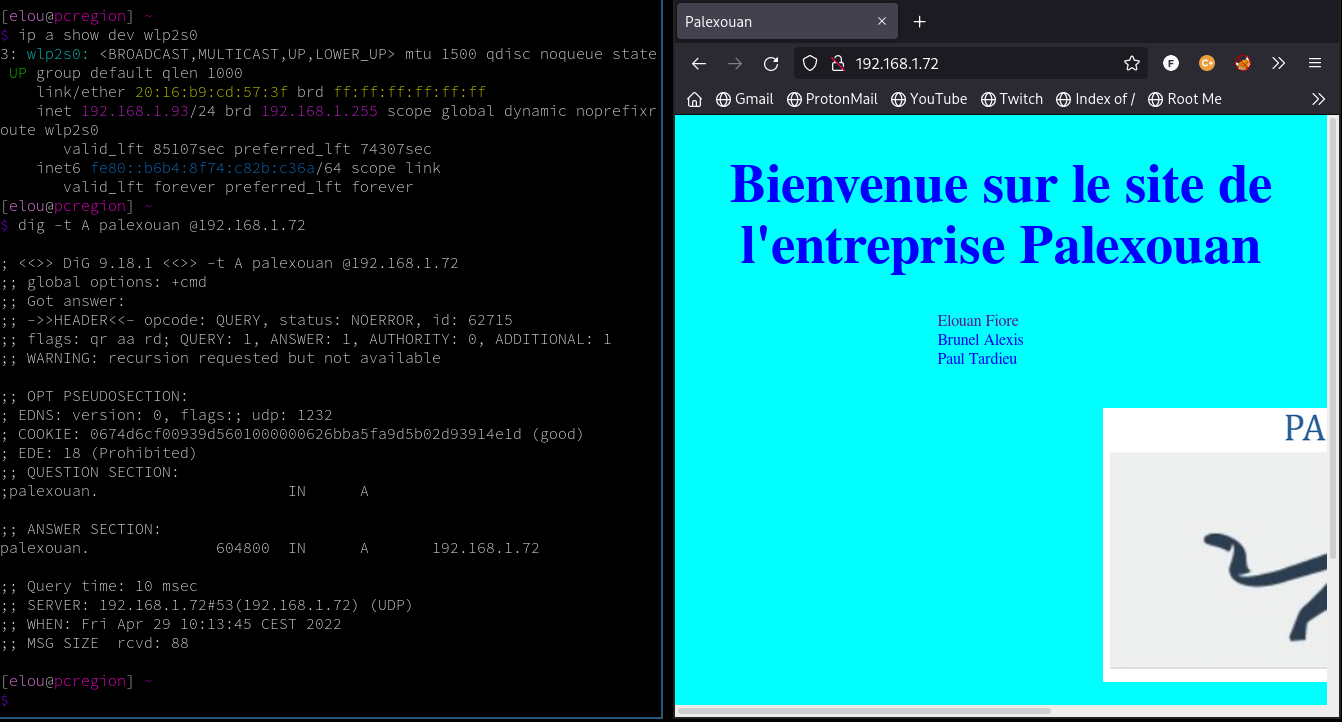 [elou@pcregion] ~
$ ip a show dev wlp2s0
3: wlp2s0: <BROADCAST,MULTICAST,UP,LOWER_UP> mtu 1500 qdisc noqueue state
 UP group default qlen 1000
    link/ether 20:16:b9:cd:57:3f brd ff:ff:ff:ff:ff:ff
    inet 192.168.1.93/24 brd 192.168.1.255 scope global dynamic noprefixr
oute wlp2s0
       valid_lft 85107sec preferred_lft 74307sec
    inet6 fe80::b6b4:8f74:c82b:c36a/64 scope link
       valid_lft forever preferred_lft forever
[elou@pcregion] ~
$ dig -t A palexouan @192.168.1.72
; <<>> DiG 9.18.1 <<>> -t A palexouan @192.168.1.72
;; global options: +cmd
;; Got answer:
;; ->>HEADER<<- opcode: QUERY, status: NOERROR, id: 62715
;; flags: qr aa rd; QUERY: 1, ANSWER: 1, AUTHORITY: 0, ADDITIONAL: 1
;; WARNING: recursion requested but not available
;; OPT PSEUDOSECTION:
; EDNS: version: 0, flags:; udp: 1232
; COOKIE: 0674d6cf00939d5601000000626bba5fa9d5b02d93914e1d (good)
; EDE: 18 (Prohibited)
;; QUESTION SECTION:
;palexouan.                     IN      A
;; ANSWER SECTION:
palexouan.              604800  IN      A       192.168.1.72
;; Query time: 10 msec
;; SERVER: 192.168.1.72#53(192.168.1.72) (UDP)
;; WHEN: Fri Apr 29 10:13:45 CEST 2022
;; MSG SIZE  rcvd: 88
[elou@pcregion] ~
$
Palexouan
192.168.1.72
F C+
Gmail ProtonMail YouTube Twitch Index of / Root Me
Bienvenue sur le site de
l'entreprise Palexouan
Elouan Fiore
Brunel Alexis
Paul Tardieu
PA